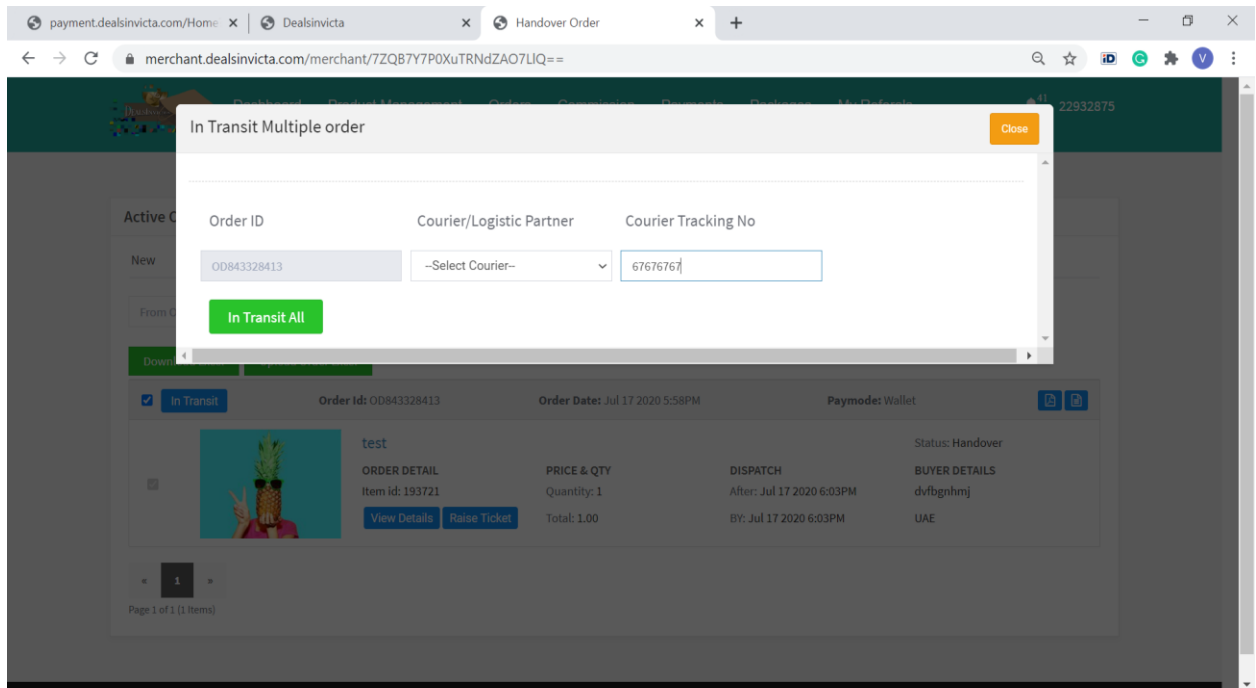 payment.dealsinvicta.com/Home
Dealsinvicta
Handover Order
merchant.dealsinvicta.com/merchant/7ZQB7Y7P0XuTRNdZAO7LlQ==
41
22932875
In Transit Multiple order
Close
Active
Order ID
Courier/Logistic Partner
Courier Tracking No
New
OD843328413
--Select Courier--
67676767
From
In Transit All
In Transit
Order Id: OD843328413
Order Date: Jul 17 2020 5:58PM
Paymode: Wallet
test
Status: Handover
ORDER DETAIL
PRICE & QTY
DISPATCH
BUYER DETAILS
Item id: 193721
Quantity: 1
After: Jul 17 2020 6:03PM
dvfbgnhmj
View Details
Raise Ticket
Total: 1.00
BY: Jul 17 2020 6:03PM
UAE
« 1 »
Page 1 of 1 (1 Items)